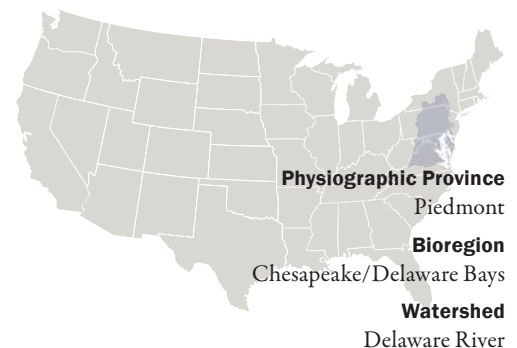 Physiographic Province
Piedmont
Bioregion
Chesapeake/Delaware Bays
Watershed
Delaware River